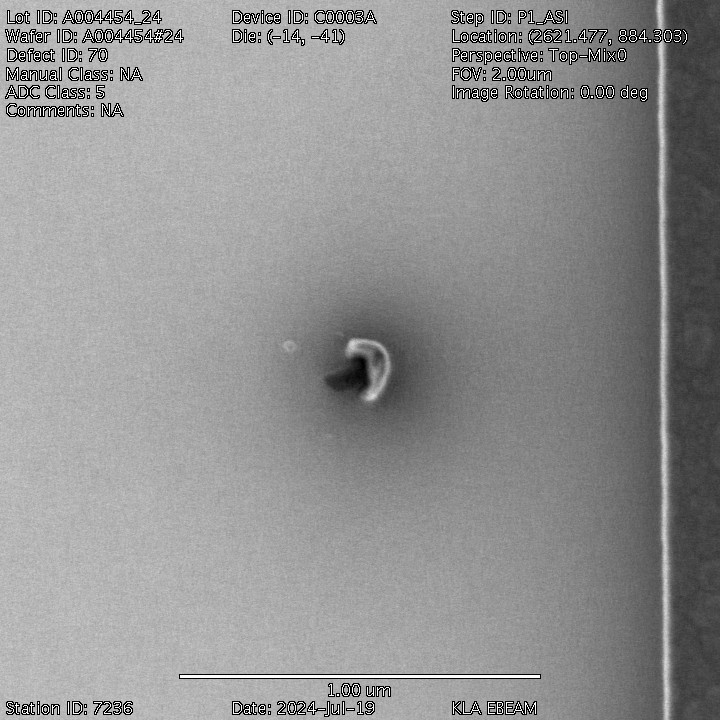 Lot ID: A004454_24 Device ID: C0003A Step ID: P1_ASI
Wafer ID: A004454#24 Die: (-14, -41) Location: (2621.477, 884.303)
Defect ID: 70 Perspective: Top-Mix0
Manual Class: NA FOV: 2.00um
ADC Class: 5 Image Rotation: 0.00 deg
Comments: NA
1.00 um
Station ID: 7236 Date: 2024-Jul-19 KLA EBEAM